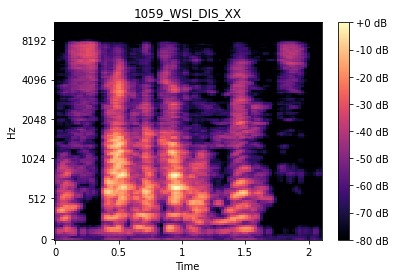 1059_WSI_DIS_XX
8192
4096
2048
1024
512
0
Hz
0
0.5
1
1.5
2
Time
+0 dB
-10 dB
-20 dB
-30 dB
-40 dB
-50 dB
-60 dB
-70 dB
-80 dB